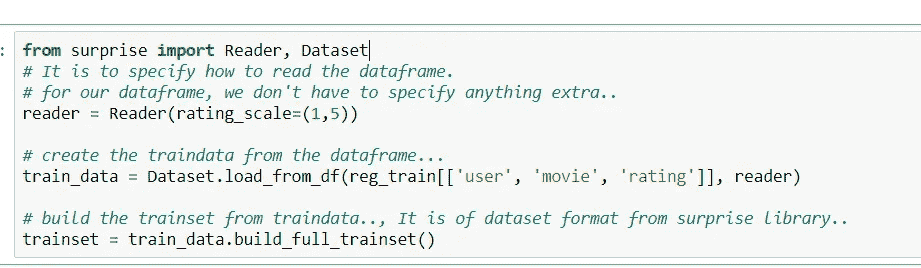 : from surprise import Reader, Dataset
# It is to specify how to read the dataframe.
# for our dataframe, we don't have to specify anything extra..
reader = Reader(rating_scale=(1,5))
# create the traindata from the dataframe...
train_data = Dataset.load_from_df(reg_train[['user', 'movie', 'rating']], reader)
# build the trainset from traindata.., It is of dataset format from surprise library..
trainset = train_data.build_full_trainset()